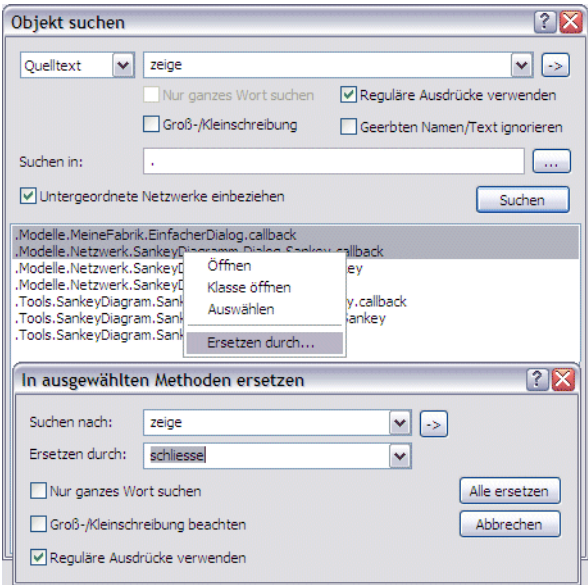 Objekt suchen
Quelltext zeige ->
Nur ganzes Wort suchen Reguläre Ausdrücke verwenden
Groß-/Kleinschreibung Geerbten Namen/Text ignorieren
Suchen in: . ...
Untergeordnete Netzwerke einbeziehen Suchen
.Modelle.MeineFabrik.EinfacherDialog.callback
.Modelle.Netzwerk.SankeyDiagramm.Dialog.Sankey.callback
.Modelle.Netzwerk.SankeyD key
.Modelle.Netzwerk.SankeyD
.Tools.SankeyDiagram.Sank y.callback
.Tools.SankeyDiagram.Sank Sankey
.Tools.SankeyDiagram.Sank
Öffnen
Klasse öffnen
Auswählen
Ersetzen durch...
In ausgewählten Methoden ersetzen
Suchen nach: zeige ->
Ersetzen durch: schliesse
Nur ganzes Wort suchen Alle ersetzen
Groß-/Kleinschreibung beachten Abbrechen
Reguläre Ausdrücke verwenden